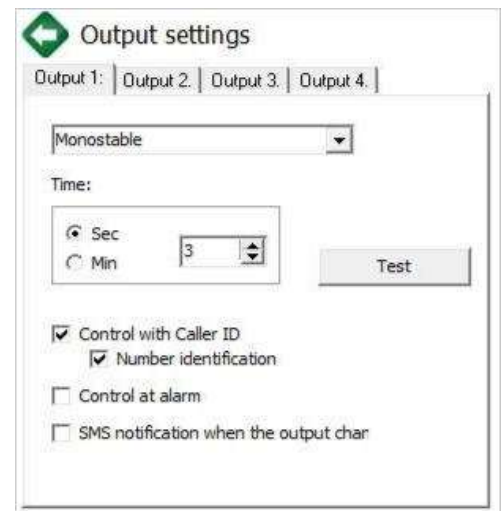 Output settings
Output 1: Output 2. Output 3. Output 4.
Monostable
Time:
Sec
3
Min
Test
Control with Caller ID
Number identification
Control at alarm
SMS notification when the output char